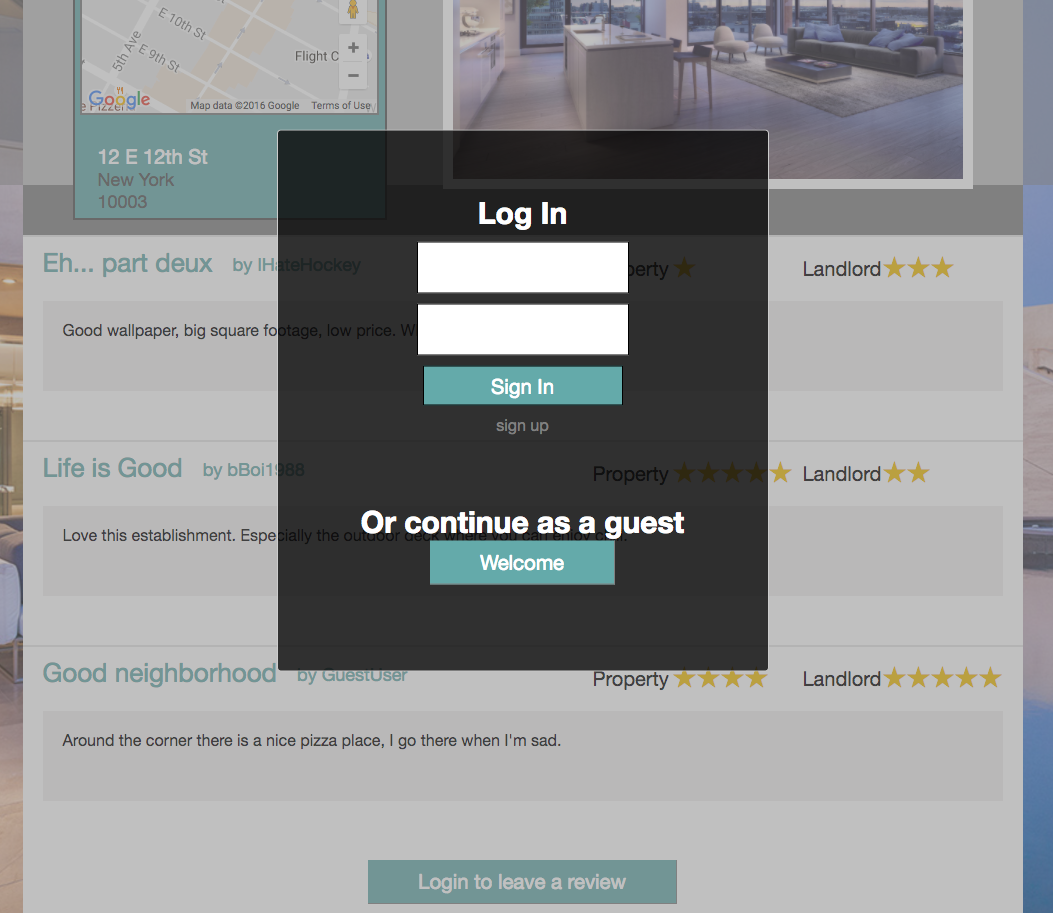 E 10th St
5th Ave
E 9th St
Flight C
Google
Map data ©2016 Google Terms of Use
12 E 12th St
New York
10003
Log In
Eh... part deux by IHateHockey
perty ★ Landlord ★★★
Good wallpaper, big square footage, low price. W
Sign In
sign up
Life is Good by bBoi1988
Property ★★★★★ Landlord ★★
Or continue as a guest
Love this establishment. Especially the outdoor deck where you can enjoy
Welcome
Good neighborhood by GuestUser
Property ★★★★ Landlord ★★★★★
Around the corner there is a nice pizza place, I go there when I'm sad.
Login to leave a review